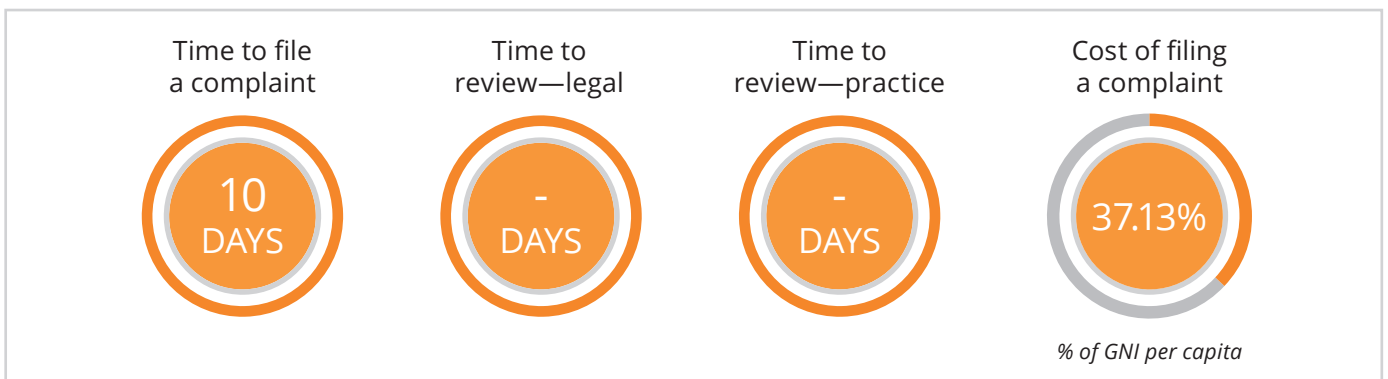 Time to file
a complaint
10
DAYS
Time to
review—legal
-
DAYS
Time to
review—practice
-
DAYS
Cost of filing
a complaint
37.13%
% of GNI per capita